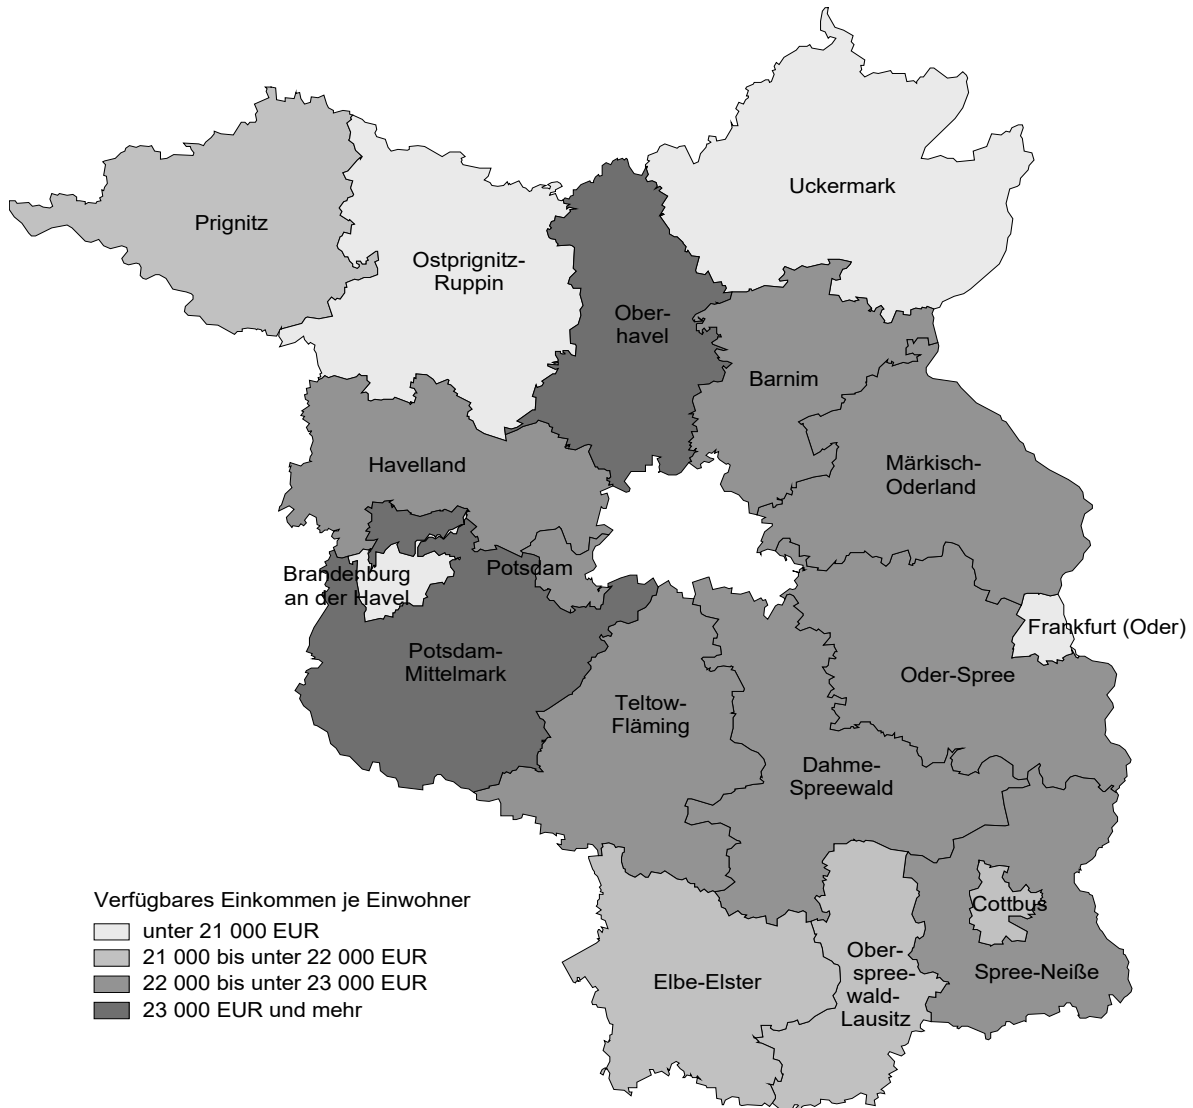 Uckermark
Prignitz
Ostprignitz-
Ruppin
Ober-
havel
Barnim
Havelland
Märkisch-
Oderland
Potsdam
Brandenburg
an der Havel
Frankfurt (Oder)
Potsdam-
Mittelmark
Oder-Spree
Teltow-
Fläming
Dahme-
Spreewald
Cottbus
Ober-
spree-
wald-
Lausitz
Spree-Neiße
Elbe-Elster
Verfügbares Einkommen je Einwohner
unter 21 000 EUR
21 000 bis unter 22 000 EUR
22 000 bis unter 23 000 EUR
23 000 EUR und mehr